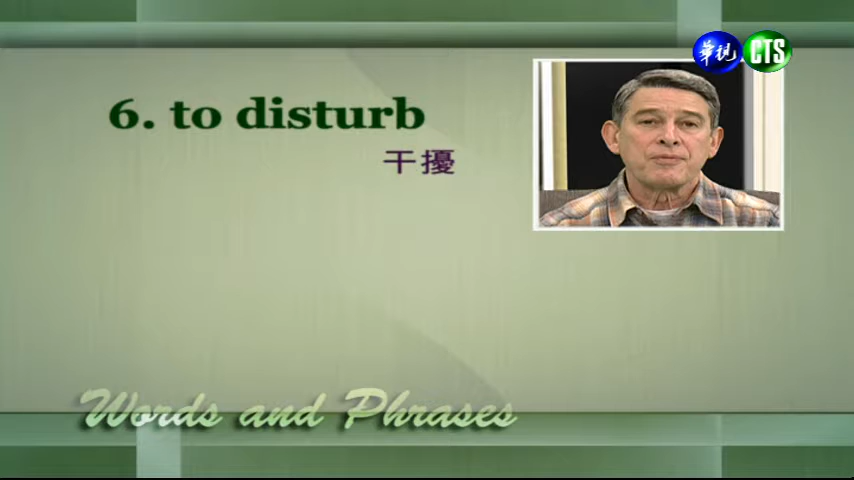 華視 CTS
6. to disturb
干擾
Words and Phrases